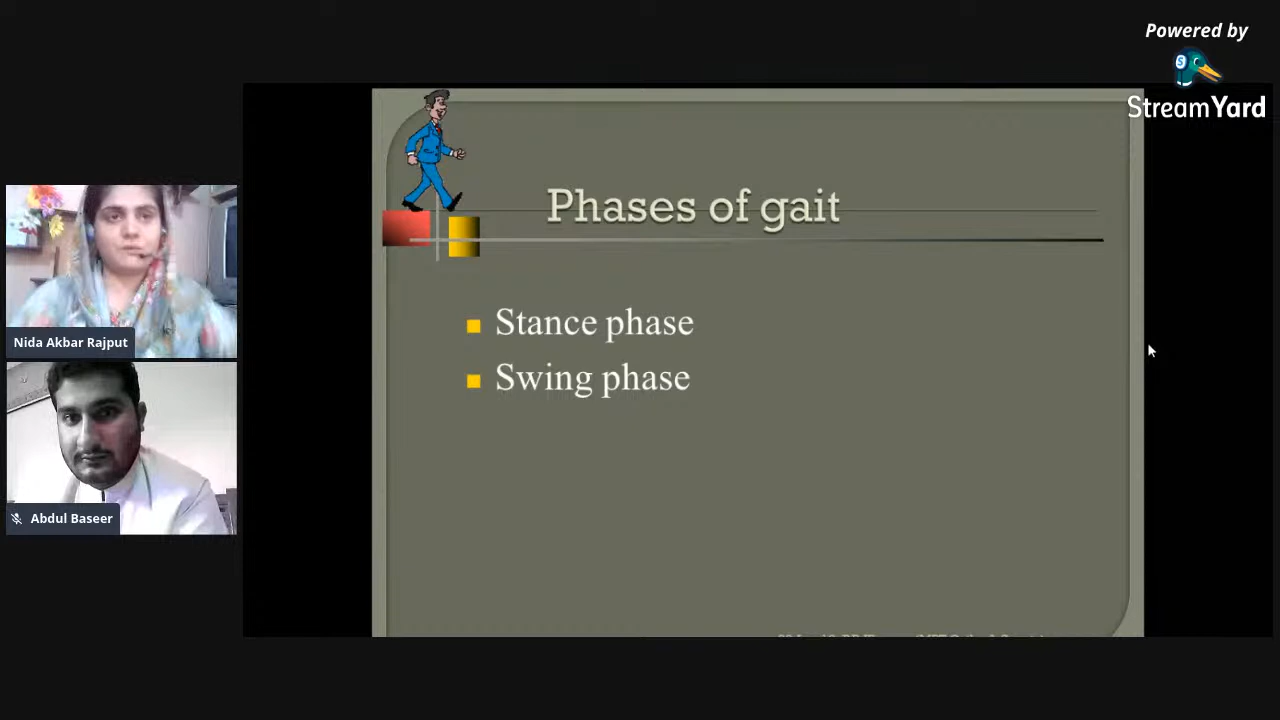 Powered by
StreamYard
Phases of gait
Stance phase
Swing phase
Nida Akbar Rajput
Abdul Baseer